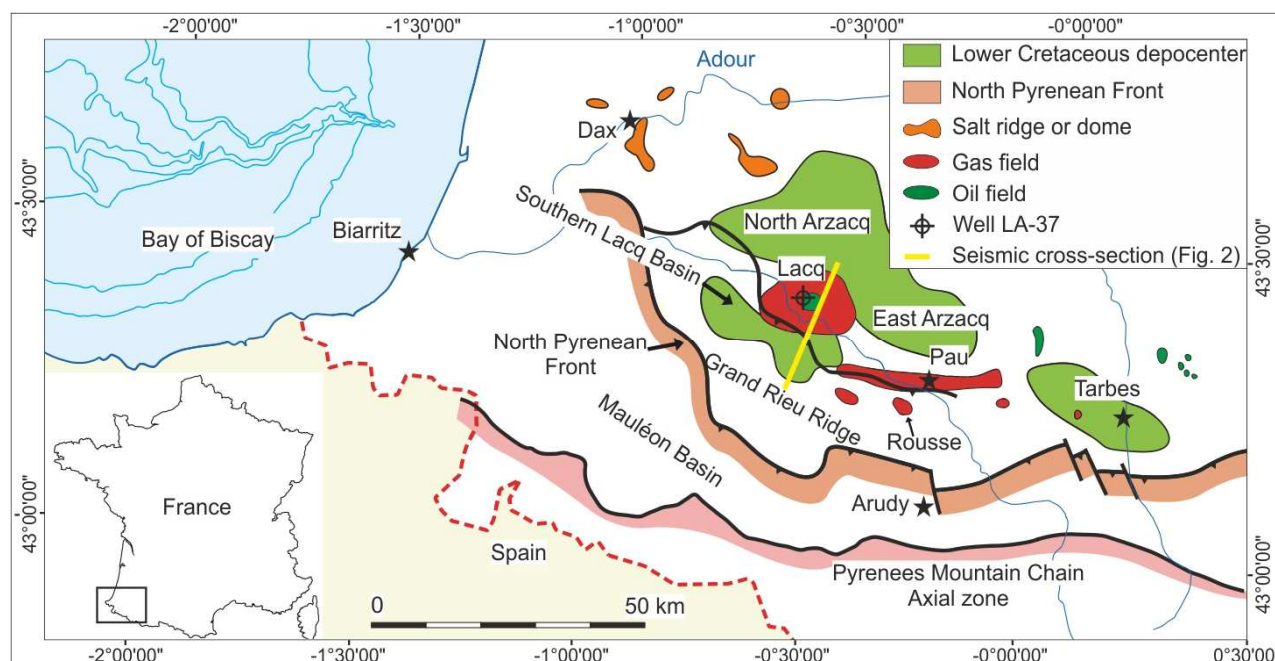 -2°00'00"
-1°30'00"
-1°00'00"
-0°30'00"
-0°00'00"
Lower Cretaceous depocenter
North Pyrenean Front
Salt ridge or dome
Gas field
Oil field
Well LA-37
Seismic cross-section (Fig. 2)
Adour
Dax
43°30'00"
43°30'00"
Bay of Biscay
Biarritz
Southern Lacq Basin
North Arzacq
Lacq
East Arzacq
North Pyrenean
Front
Grand Rieu Ridge
Pau
Tarbes
Mauléon Basin
Rousse
France
Arudy
43°00'00"
43°00'00"
Spain
Pyrenees Mountain Chain
Axial zone
0
50 km
-2°00'00"
-1°30'00"
-1°00'00"
-0°30'00"
-0°00'00"
0°30'00"